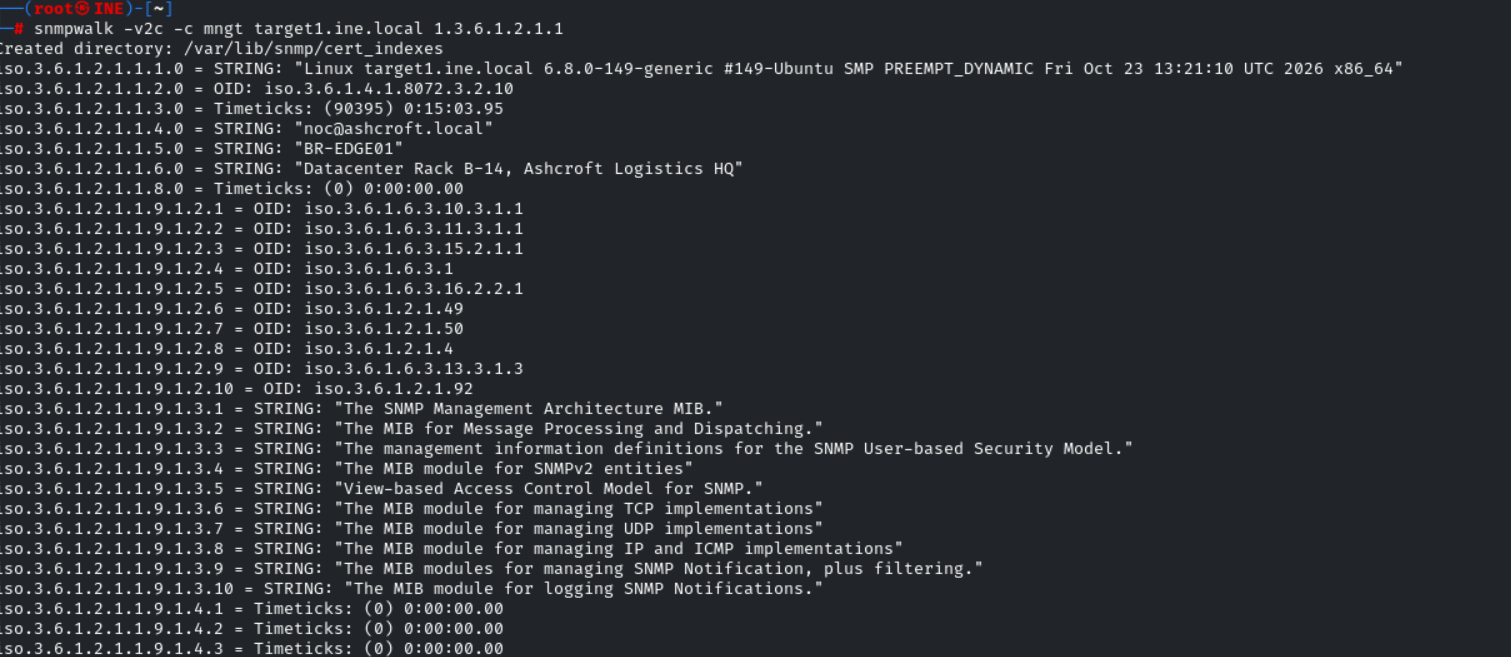 (root㉿INE)-[~]
# snmpwalk -v2c -c mngt target1.ine.local 1.3.6.1.2.1.1
Created directory: /var/lib/snmp/cert_indexes
iso.3.6.1.2.1.1.1.0 = STRING: "Linux target1.ine.local 6.8.0-149-generic #149-Ubuntu SMP PREEMPT_DYNAMIC Fri Oct 23 13:21:10 UTC 2026 x86_64"
iso.3.6.1.2.1.1.2.0 = OID: iso.3.6.1.4.1.8072.3.2.10
iso.3.6.1.2.1.1.3.0 = Timeticks: (90395) 0:15:03.95
iso.3.6.1.2.1.1.4.0 = STRING: "noc@ashcroft.local"
iso.3.6.1.2.1.1.5.0 = STRING: "BR-EDGE01"
iso.3.6.1.2.1.1.6.0 = STRING: "Datacenter Rack B-14, Ashcroft Logistics HQ"
iso.3.6.1.2.1.1.8.0 = Timeticks: (0) 0:00:00.00
iso.3.6.1.2.1.1.9.1.2.1 = OID: iso.3.6.1.6.3.10.3.1.1
iso.3.6.1.2.1.1.9.1.2.2 = OID: iso.3.6.1.6.3.11.3.1.1
iso.3.6.1.2.1.1.9.1.2.3 = OID: iso.3.6.1.6.3.15.2.1.1
iso.3.6.1.2.1.1.9.1.2.4 = OID: iso.3.6.1.6.3.1
iso.3.6.1.2.1.1.9.1.2.5 = OID: iso.3.6.1.6.3.16.2.2.1
iso.3.6.1.2.1.1.9.1.2.6 = OID: iso.3.6.1.2.1.49
iso.3.6.1.2.1.1.9.1.2.7 = OID: iso.3.6.1.2.1.50
iso.3.6.1.2.1.1.9.1.2.8 = OID: iso.3.6.1.2.1.4
iso.3.6.1.2.1.1.9.1.2.9 = OID: iso.3.6.1.6.3.13.3.1.3
iso.3.6.1.2.1.1.9.1.2.10 = OID: iso.3.6.1.2.1.92
iso.3.6.1.2.1.1.9.1.3.1 = STRING: "The SNMP Management Architecture MIB."
iso.3.6.1.2.1.1.9.1.3.2 = STRING: "The MIB for Message Processing and Dispatching."
iso.3.6.1.2.1.1.9.1.3.3 = STRING: "The management information definitions for the SNMP User-based Security Model."
iso.3.6.1.2.1.1.9.1.3.4 = STRING: "The MIB module for SNMPv2 entities"
iso.3.6.1.2.1.1.9.1.3.5 = STRING: "View-based Access Control Model for SNMP."
iso.3.6.1.2.1.1.9.1.3.6 = STRING: "The MIB module for managing TCP implementations"
iso.3.6.1.2.1.1.9.1.3.7 = STRING: "The MIB module for managing UDP implementations"
iso.3.6.1.2.1.1.9.1.3.8 = STRING: "The MIB module for managing IP and ICMP implementations"
iso.3.6.1.2.1.1.9.1.3.9 = STRING: "The MIB modules for managing SNMP Notification, plus filtering."
iso.3.6.1.2.1.1.9.1.3.10 = STRING: "The MIB module for logging SNMP Notifications."
iso.3.6.1.2.1.1.9.1.4.1 = Timeticks: (0) 0:00:00.00
iso.3.6.1.2.1.1.9.1.4.2 = Timeticks: (0) 0:00:00.00
iso.3.6.1.2.1.1.9.1.4.3 = Timeticks: (0) 0:00:00.00